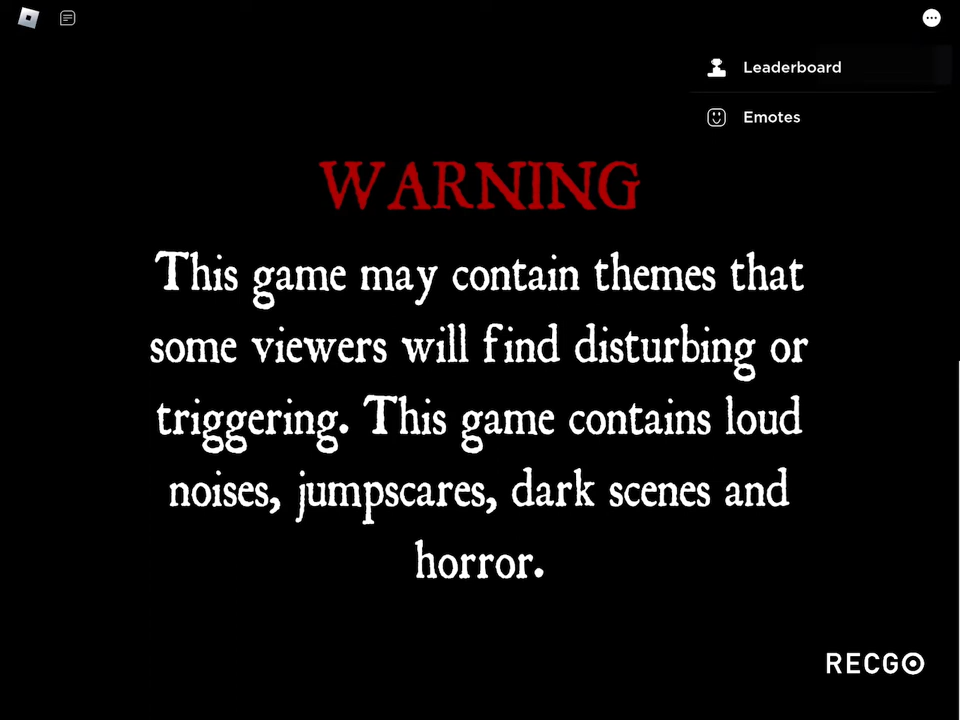 Leaderboard
Emotes
WARNING
This game may contain themes that
some viewers will find disturbing or
triggering. This game contains loud
noises, jumpscares, dark scenes and
horror.
RECGO